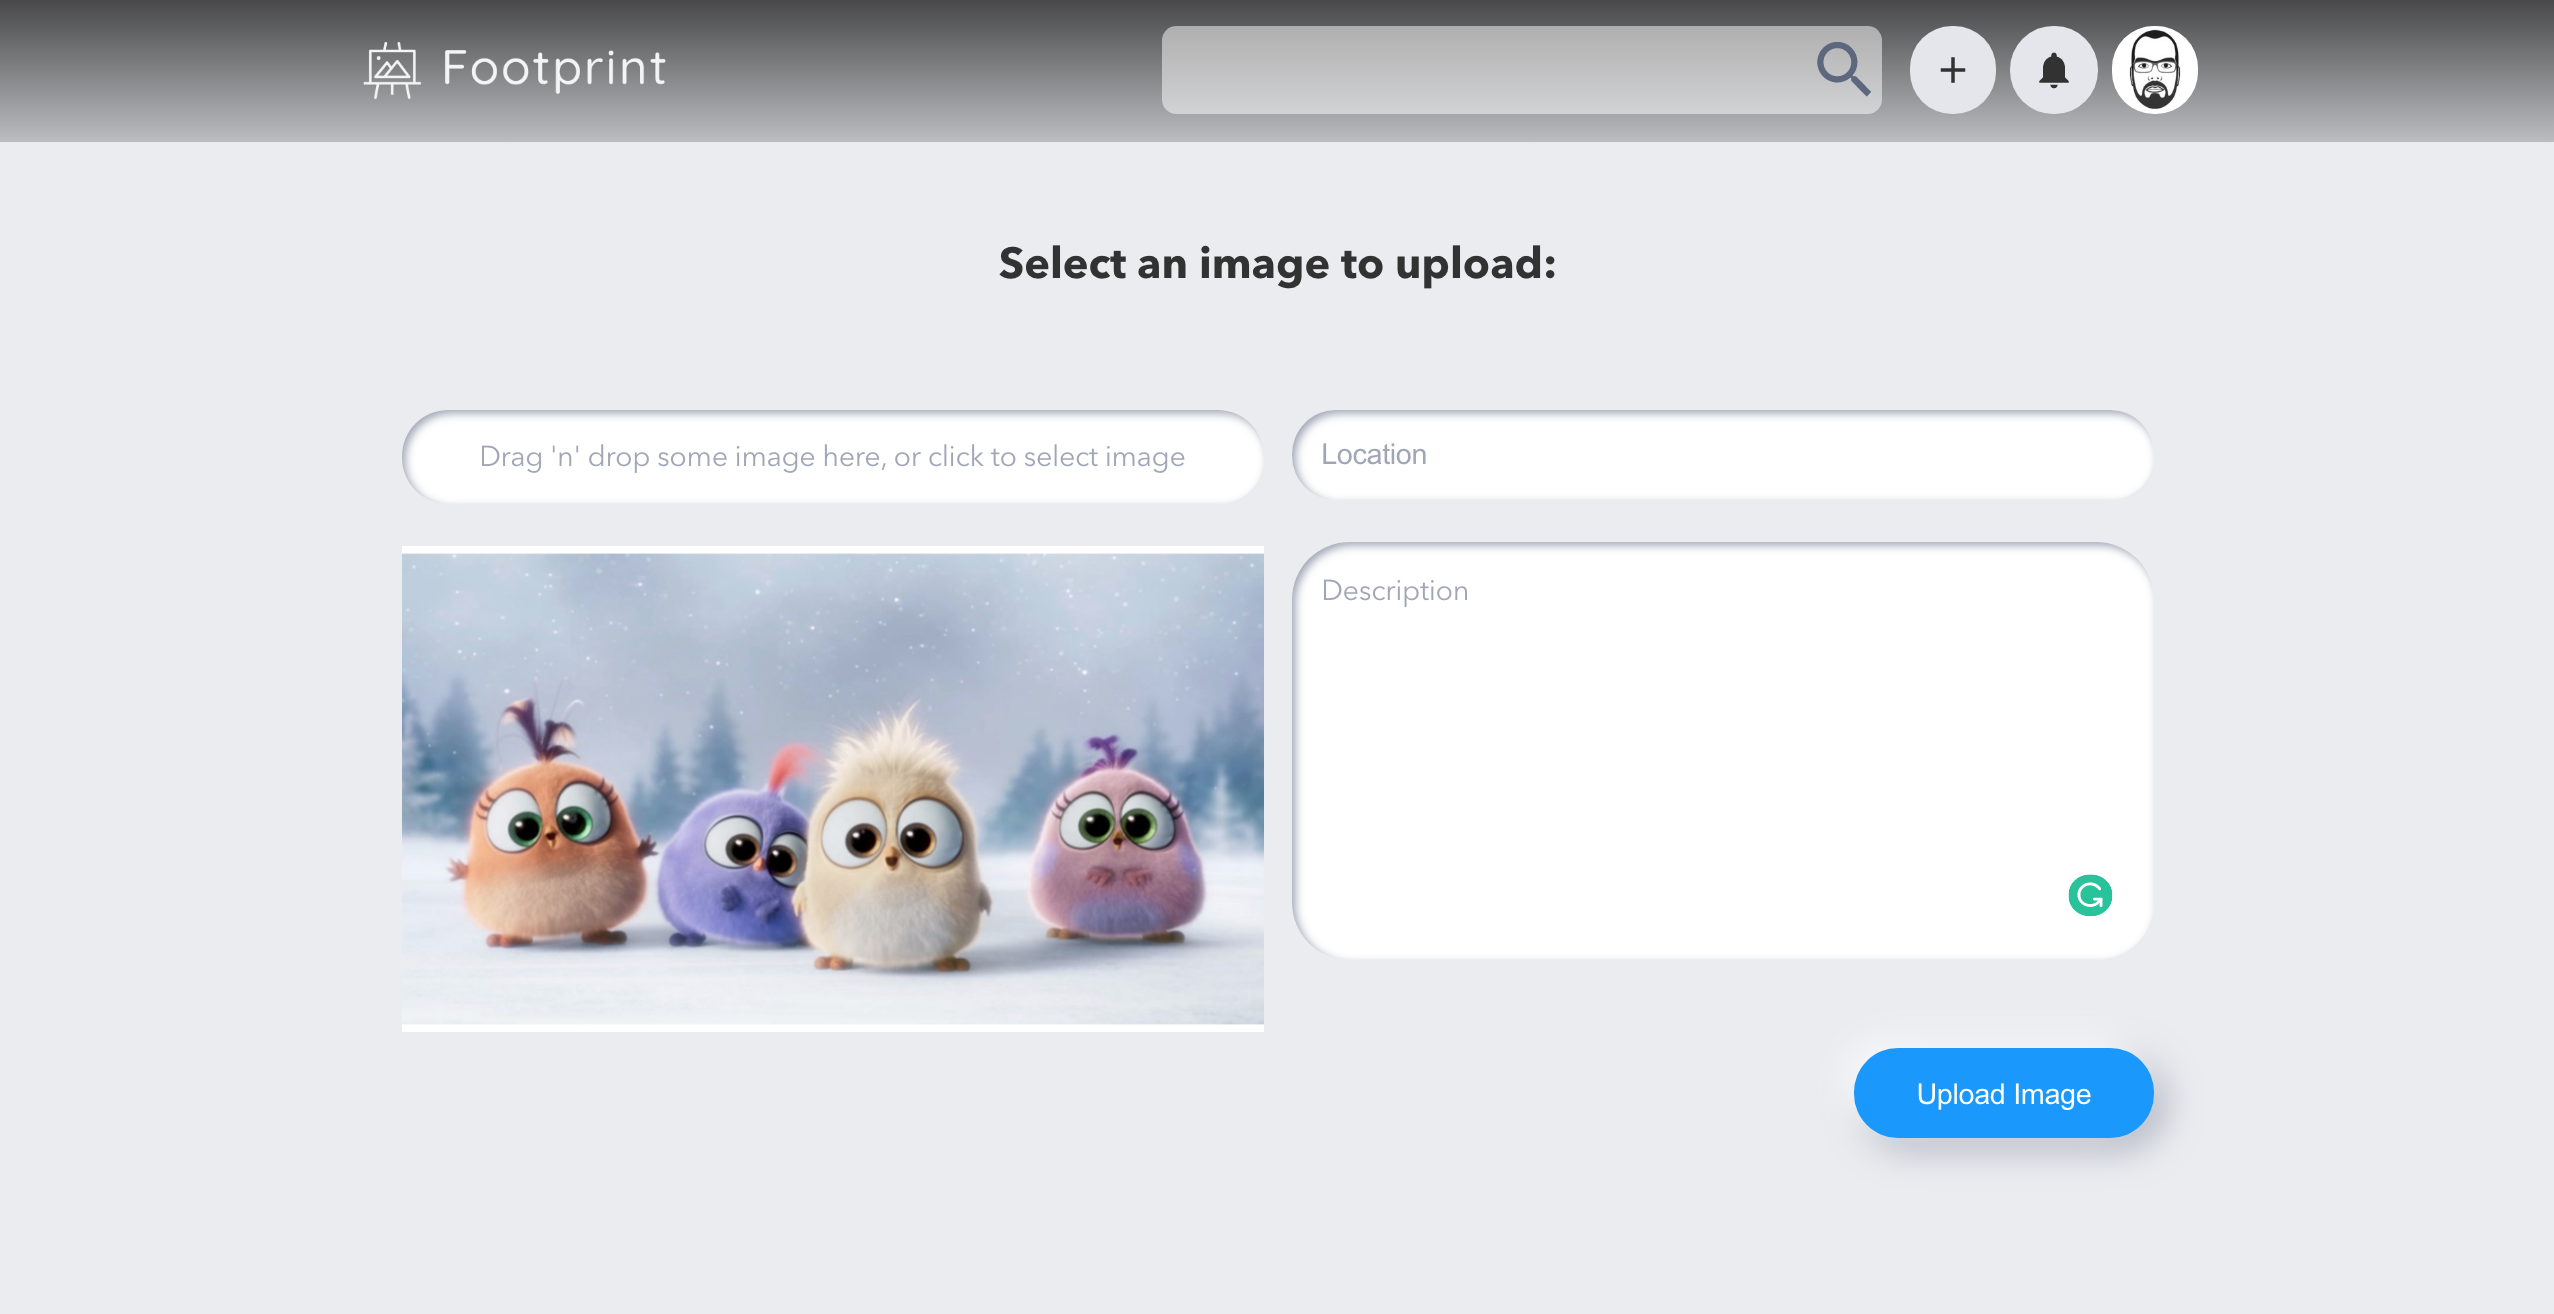 Footprint
Select an image to upload:
Drag 'n' drop some image here, or click to select image
Location
Description
Upload Image